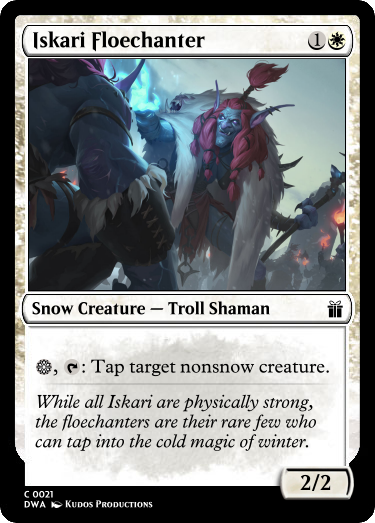 Iskari Floechanter 1
Snow Creature — Troll Shaman
, : Tap target nonsnow creature.
While all Iskari are physically strong,
the floechanters are their rare few who
can tap into the cold magic of winter.
2/2
C 0021
DWA Kudos Productions